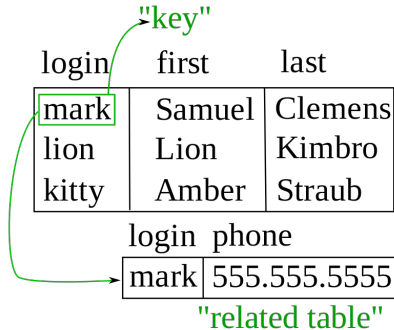 "key"
login first last
mark Samuel Clemens
lion Lion Kimbro
kitty Amber Straub
login phone
mark 555.555.5555
"related table"